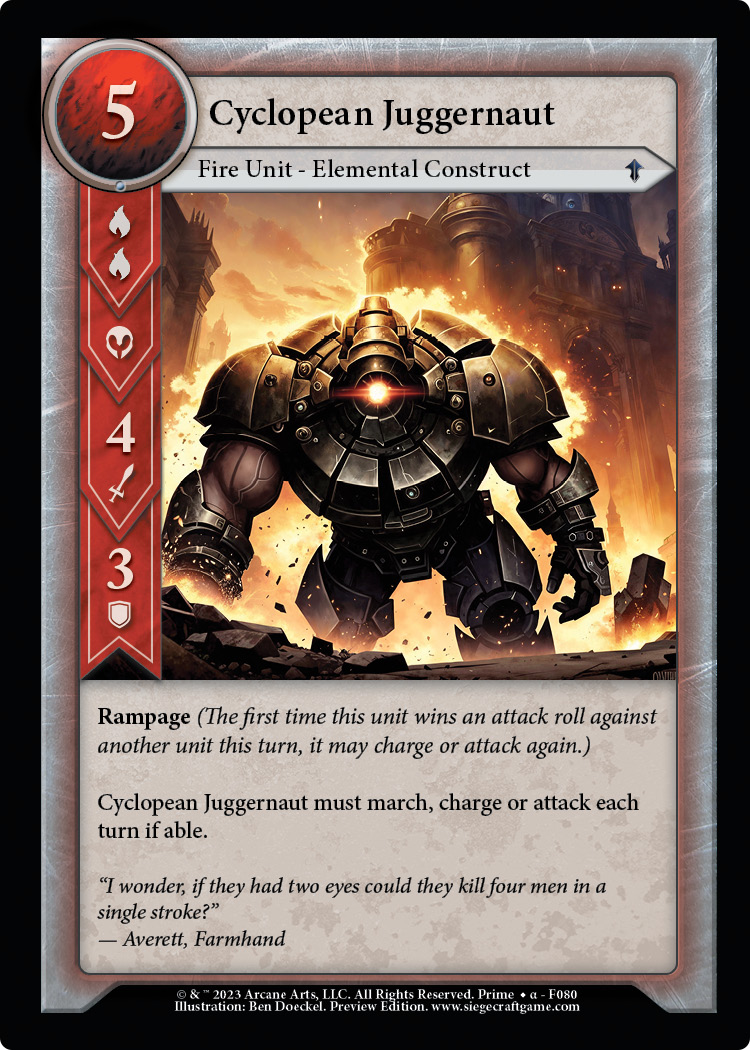 5
Cyclopean Juggernaut
Fire Unit - Elemental Construct
4
3
Rampage (The first time this unit wins an attack roll against
another unit this turn, it may charge or attack again.)
Cyclopean Juggernaut must march, charge or attack each
turn if able.
“I wonder, if they had two eyes could they kill four men in a
single stroke?”
— Averett, Farmhand
© & ™ 2023 Arcane Arts, LLC. All Rights Reserved. Prime ♦ α - F080
Illustration: Ben Doeckel. Preview Edition. www.siegecraftgame.com